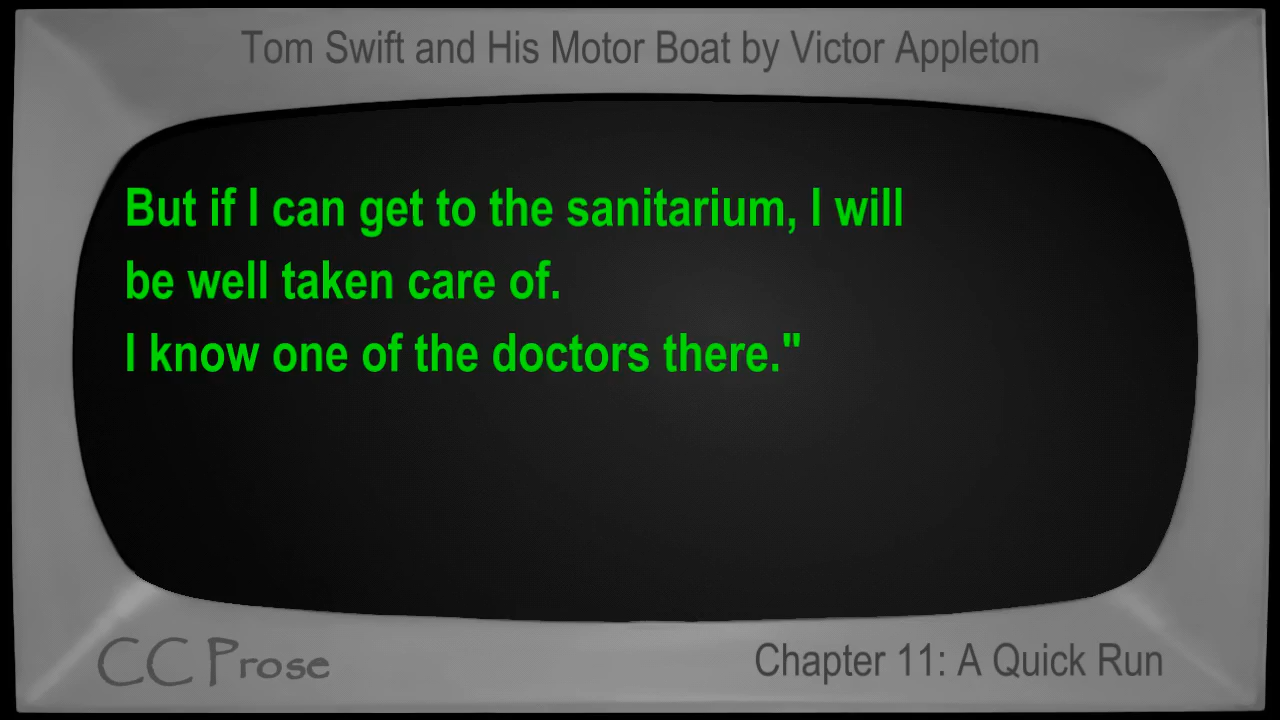 Tom Swift and His Motor Boat by Victor Appleton
But if I can get to the sanitarium, I will
be well taken care of.
I know one of the doctors there."
CC Prose
Chapter 11: A Quick Run